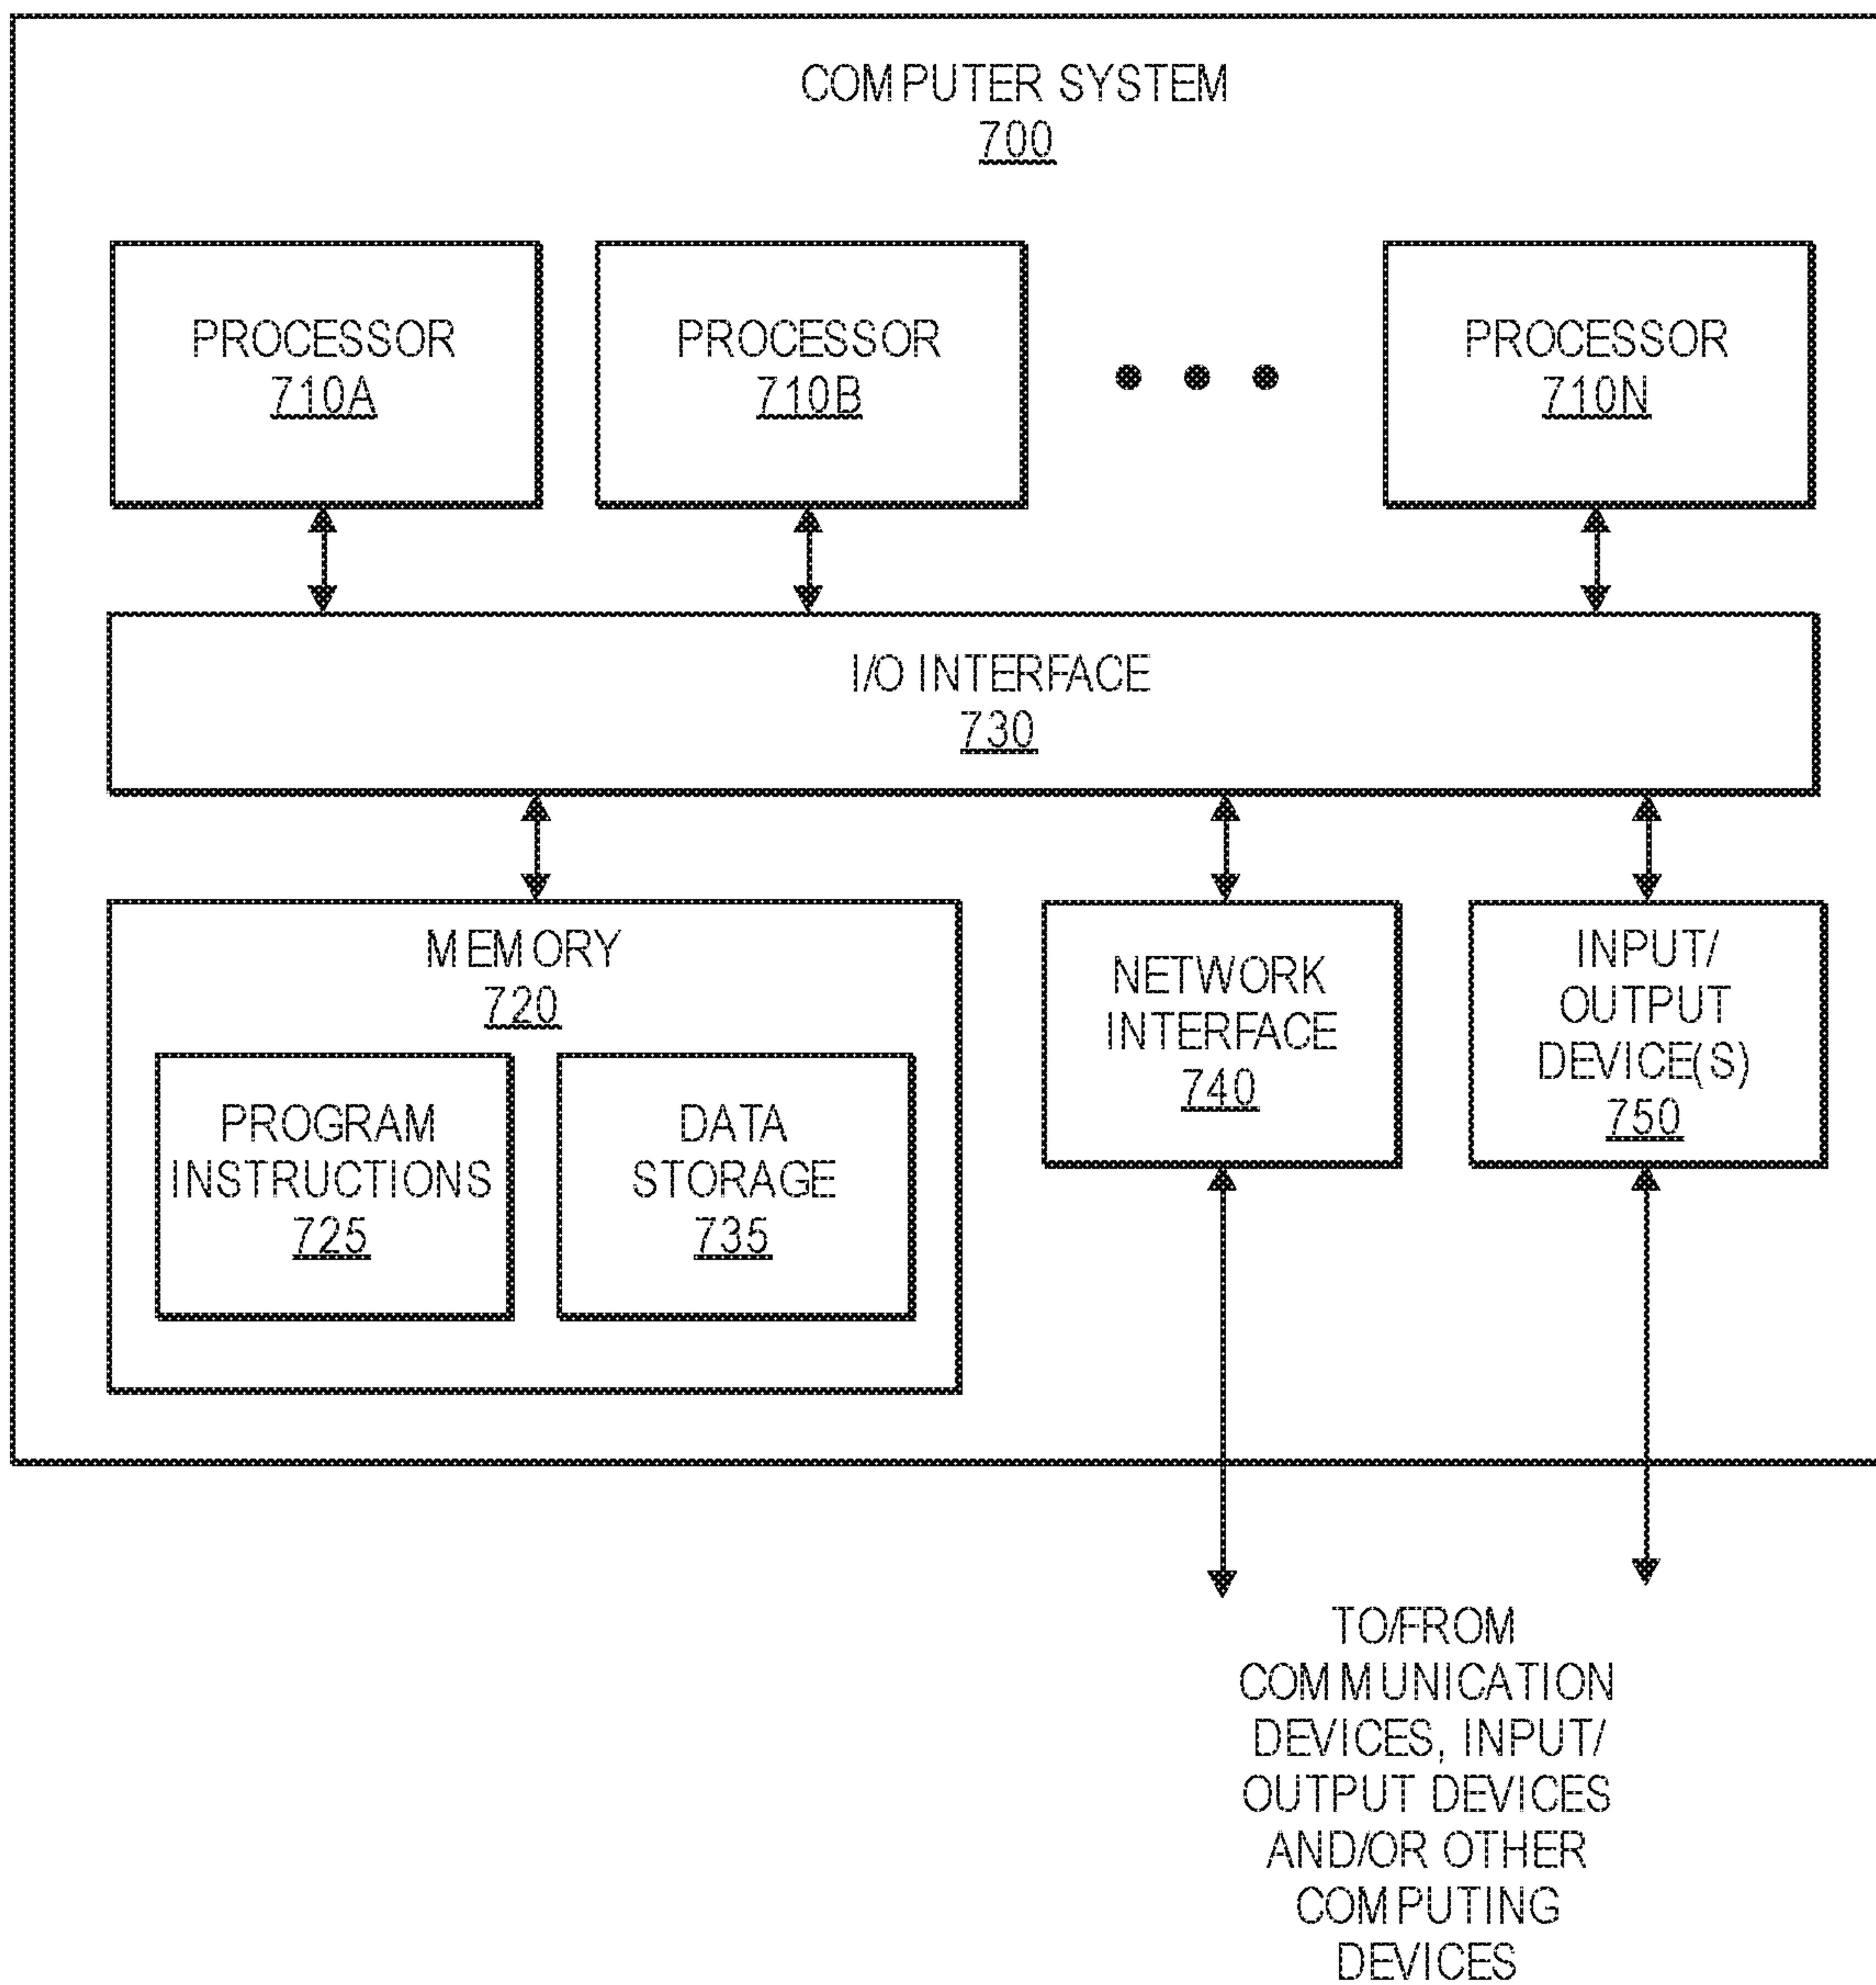 COMPUTER SYSTEM
700
PROCESSOR
710A
PROCESSOR
710B
PROCESSOR
710N
I/O INTERFACE
730
MEMORY
720
PROGRAM
INSTRUCTIONS
725
DATA
STORAGE
735
NETWORK
INTERFACE
740
INPUT/
OUTPUT
DEVICE(S)
750
TO/FROM
COMMUNICATION
DEVICES, INPUT/
OUTPUT DEVICES
AND/OR OTHER
COMPUTING
DEVICES